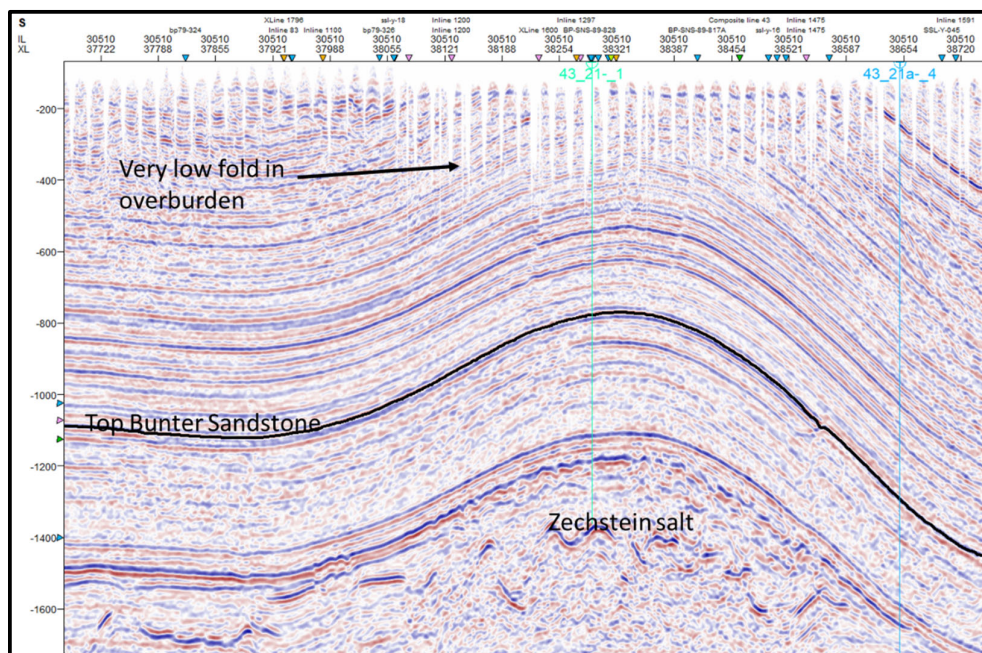 S
XLine 1796 ssl-y-18 Inline 1200 Inline 1297 Composite line 43 Inline 1475 Inline 1591
bp79-324 Inline 83 Inline 1100 bp79-326 Inline 1200 XLine 1600 BP-SNS-89-828 BP-SNS-89-817A ssl-y-16 Inline 1475 SSL-Y-045
IL 30510 30510 30510 30510 30510 30510 30510 30510 30510 30510 30510 30510 30510 30510 30510 30510
XL 37722 37788 37855 37921 37988 38055 38121 38188 38254 38321 38387 38454 38521 38587 38654 38720
43_21-_1 43_21a-_4
-200
Very low fold in
-400
overburden
-600
-800
-1000
Top Bunter Sandstone
-1200
Zechstein salt
-1400
-1600